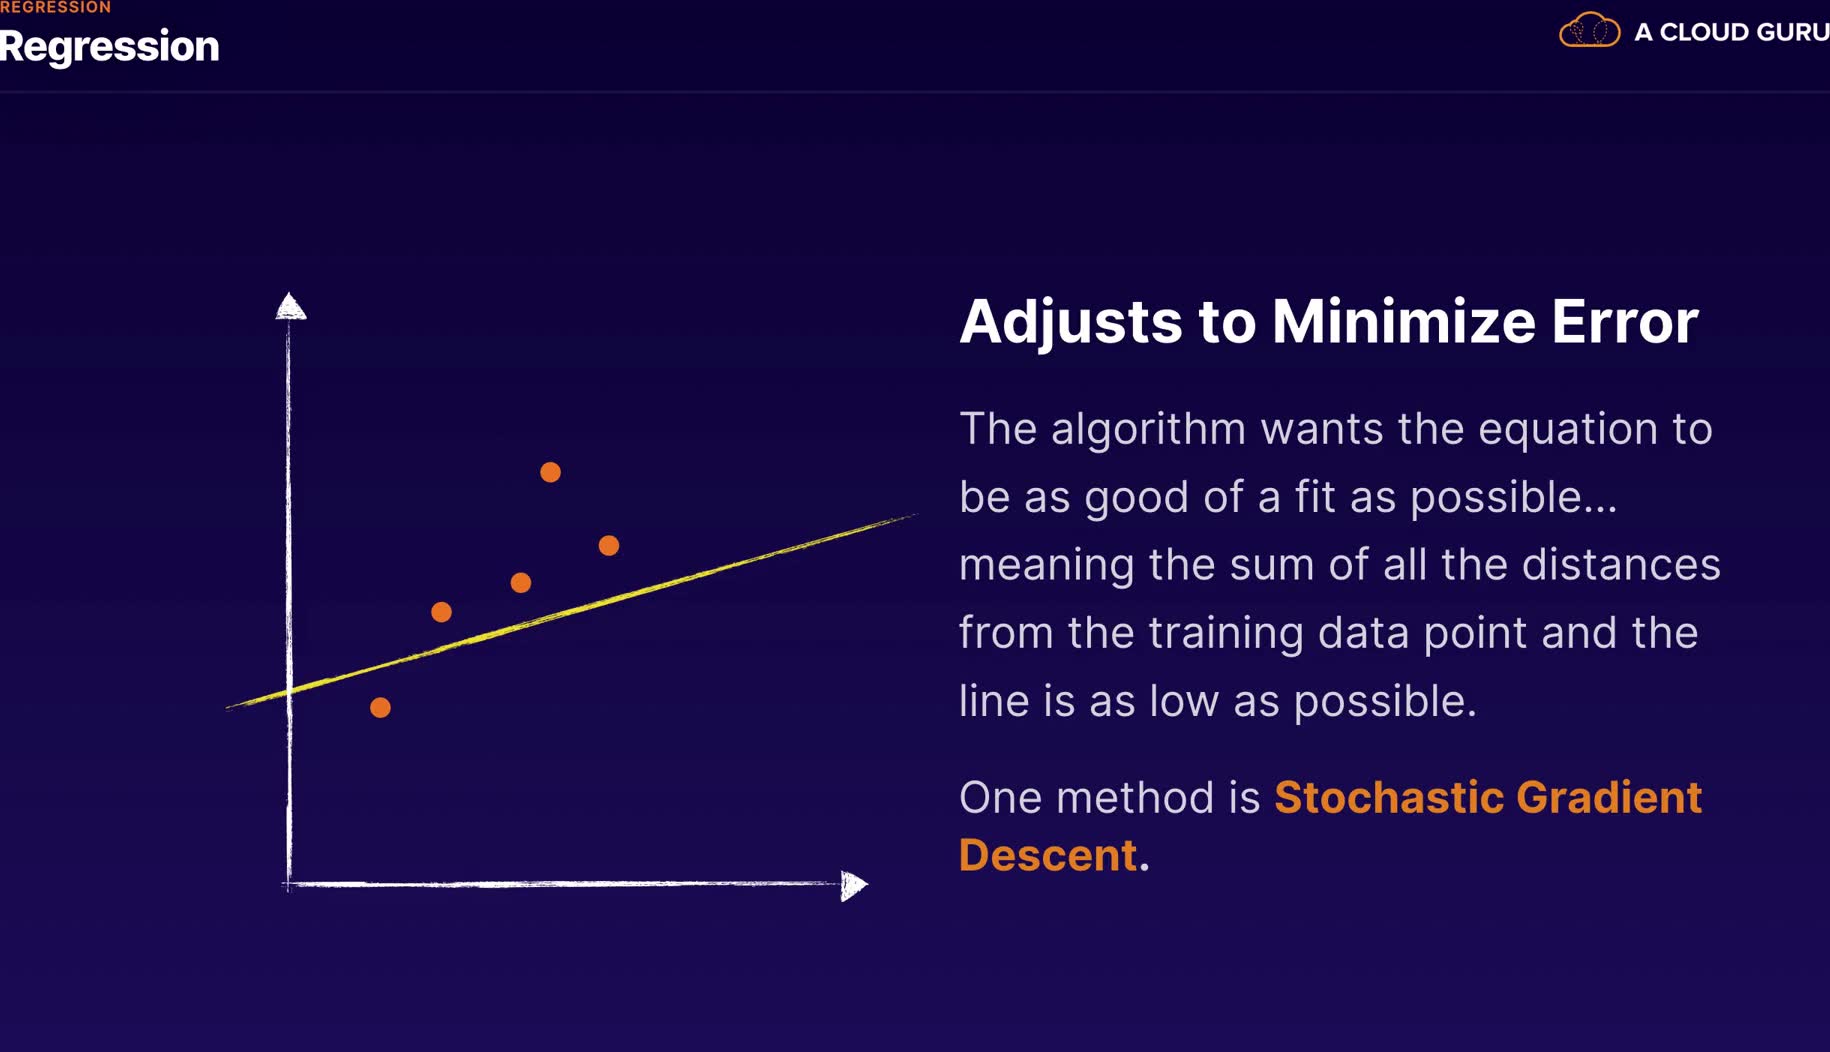 REGRESSION
Regression
A CLOUD GURU
Adjusts to Minimize Error
The algorithm wants the equation to
be as good of a fit as possible...
meaning the sum of all the distances
from the training data point and the
line is as low as possible.
One method is Stochastic Gradient
Descent.